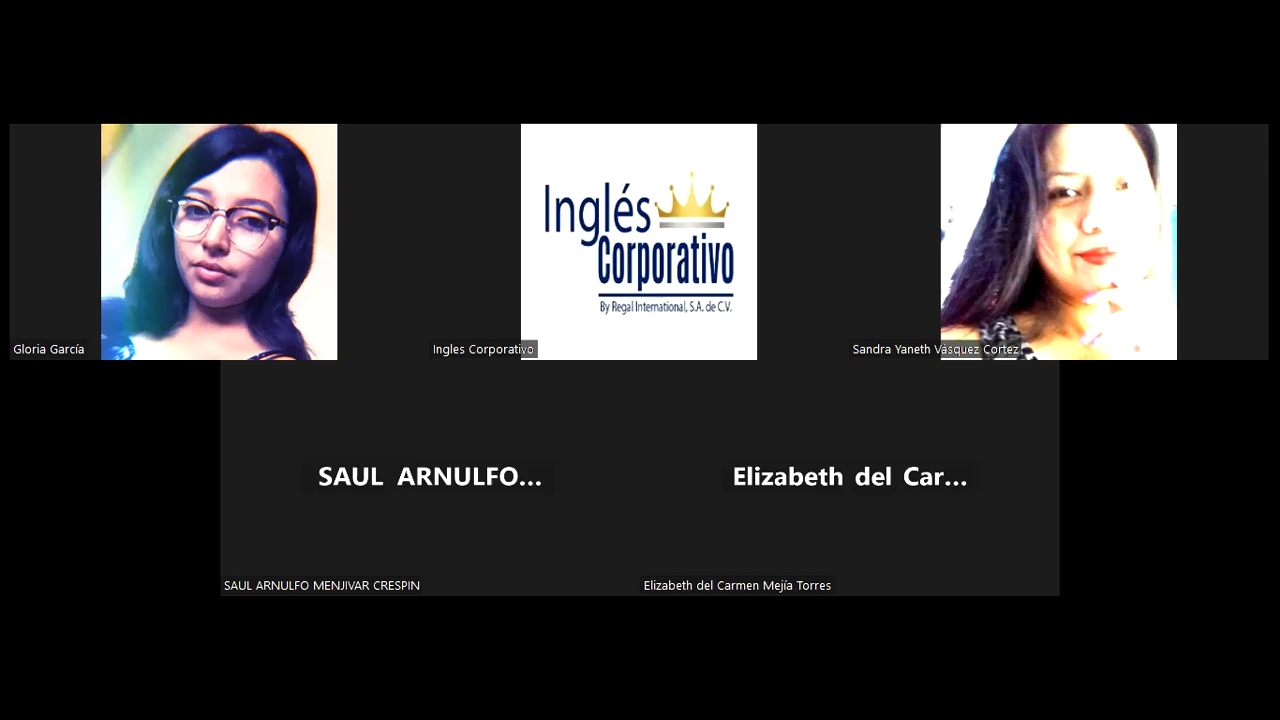 Inglés
Corporativo
By Regal International, S.A. de C.V.
Gloria García
Ingles Corporativo
Sandra Yaneth Vásquez Cortez
SAUL ARNULFO...
Elizabeth del Car...
SAUL ARNULFO MENJIVAR CRESPIN
Elizabeth del Carmen Mejía Torres